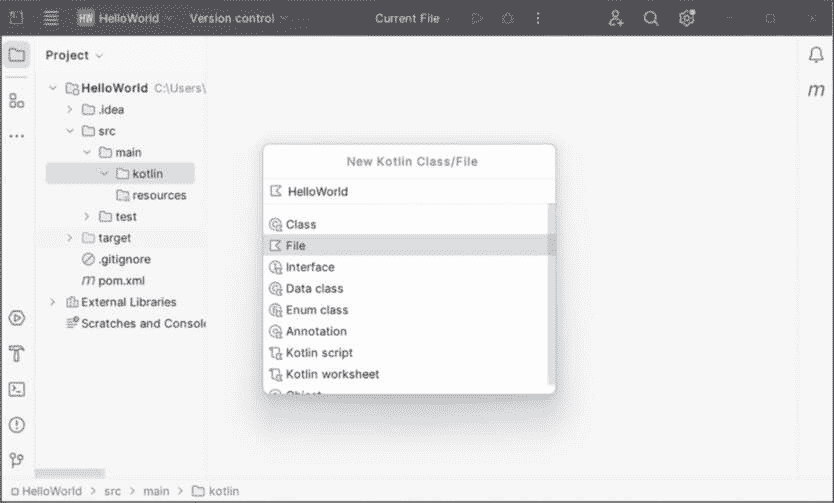 HW HelloWorld Version control Current File
Project
HelloWorld C:\Users\
.idea
src
main
kotlin
resources
test
target
.gitignore
pom.xml
External Libraries
Scratches and Consol
New Kotlin Class/File
HelloWorld
Class
File
Interface
Data class
Enum class
Annotation
Kotlin script
Kotlin worksheet
Object
m
m
HelloWorld > src > main > kotlin